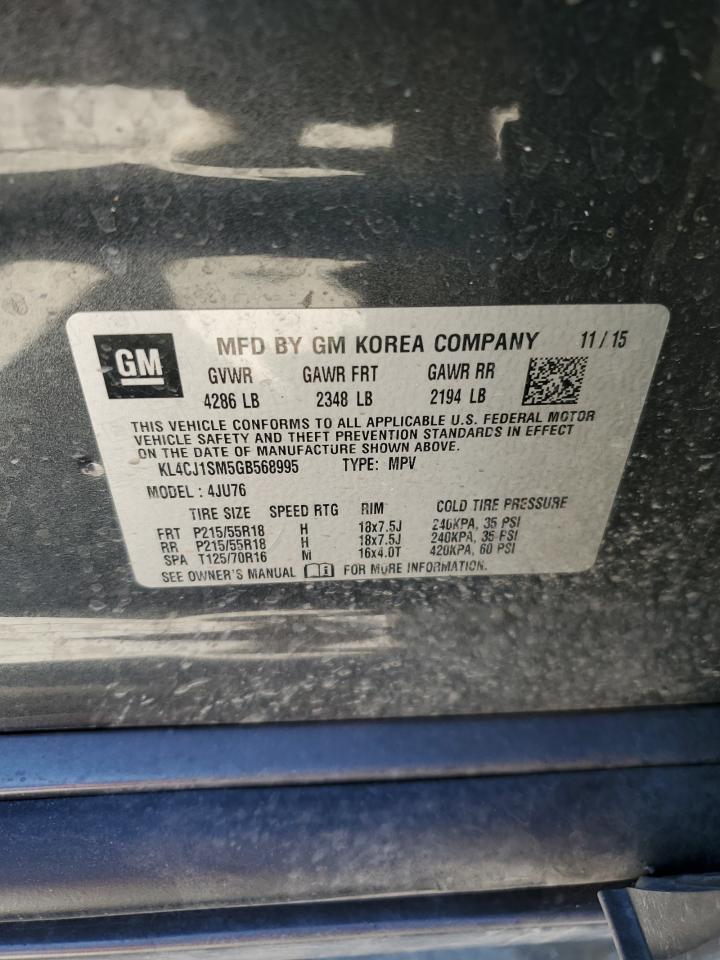 GM
MFD BY GM KOREA COMPANY 11 / 15
GVWR GAWR FRT GAWR RR
4286 LB 2348 LB 2194 LB
THIS VEHICLE CONFORMS TO ALL APPLICABLE U.S. FEDERAL MOTOR
VEHICLE SAFETY AND THEFT PREVENTION STANDARDS IN EFFECT
ON THE DATE OF MANUFACTURE SHOWN ABOVE.
KL4CJ1SM5GB568995 TYPE: MPV
MODEL : 4JU76
TIRE SIZE SPEED RTG RIM COLD TIRE PRESSURE
FRT P215/55R18 H 18x7.5J 240KPA, 35 PSI
RR P215/55R18 H 18x7.5J 240KPA, 35 PSI
SPA T125/70R16 M 16x4.0T 420KPA, 60 PSI
SEE OWNER'S MANUAL FOR MORE INFORMATION.